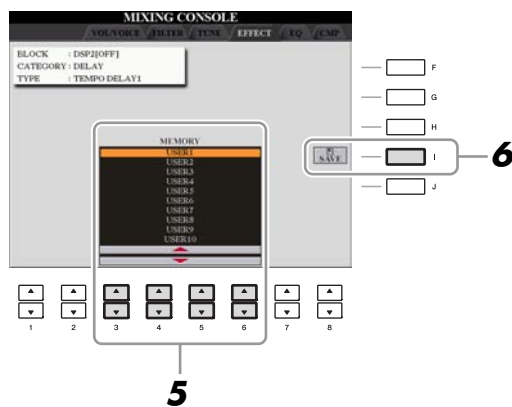 MIXING CONSOLE
VOL/VOICE FILTER TUNE EFFECT EQ CMP
BLOCK : DSP2[OFF]
CATEGORY : DELAY
TYPE : TEMPO DELAY1
MEMORY
USER1
USER2
USER3
USER4
USER5
USER6
USER7
USER8
USER9
USER10
SAVE
F
G
H
I
J
6
1 2 3 4 5 6 7 8
5